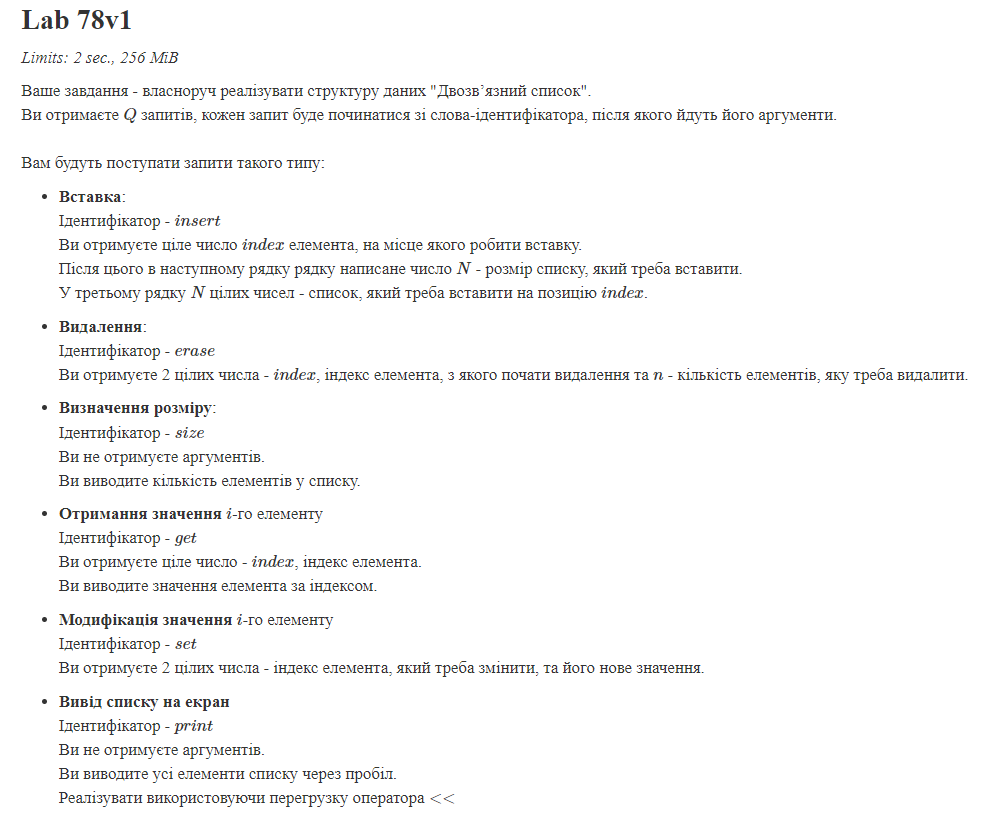 Lab 78v1
Limits: 2 sec., 256 MiB
Ваше завдання - власноруч реалізувати структуру даних "Двозв’язний список".
Ви отримаєте Q запитів, кожен запит буде починатися зі слова-ідентифікатора, після якого йдуть його аргументи.
Вам будуть поступати запити такого типу:
• Вставка:
Ідентифікатор - insert
Ви отримуєте ціле число index елемента, на місце якого робити вставку.
Після цього в наступному рядку рядку написане число N - розмір списку, який треба вставити.
У третьому рядку N цілих чисел - список, який треба вставити на позицію index.
• Видалення:
Ідентифікатор - erase
Ви отримуєте 2 цілих числа - index, індекс елемента, з якого почати видалення та n - кількість елементів, яку треба видалити.
• Визначення розміру:
Ідентифікатор - size
Ви не отримуєте аргументів.
Ви виводите кількість елементів у списку.
• Отримання значення i-го елементу
Ідентифікатор - get
Ви отримуєте ціле число - index, індекс елемента.
Ви виводите значення елемента за індексом.
• Модифікація значення i-го елементу
Ідентифікатор - set
Ви отримуєте 2 цілих числа - індекс елемента, який треба змінити, та його нове значення.
• Вивід списку на екран
Ідентифікатор - print
Ви не отримуєте аргументів.
Ви виводите усі елементи списку через пробіл.
Реалізувати використовуючи перегрузку оператора <<